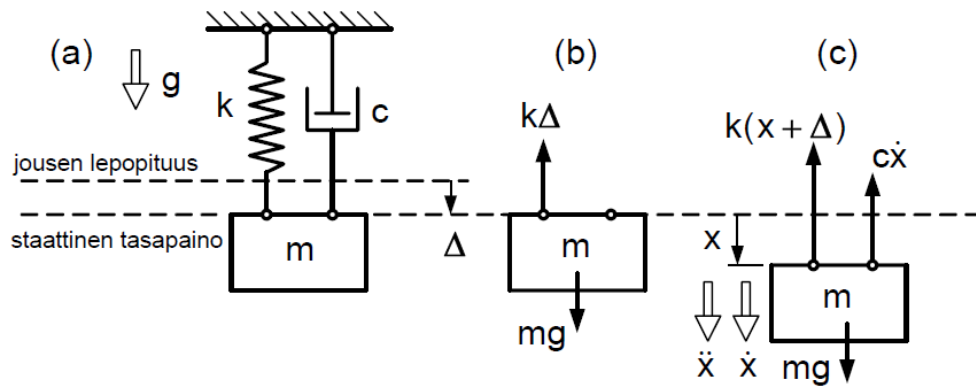 (a)
g
k
c
jousen lepopituus
staattinen tasapaino
m
Δ
(b)
kΔ
m
mg
(c)
k(x + Δ)
cẋ
x
m
ẍ
ẋ
mg